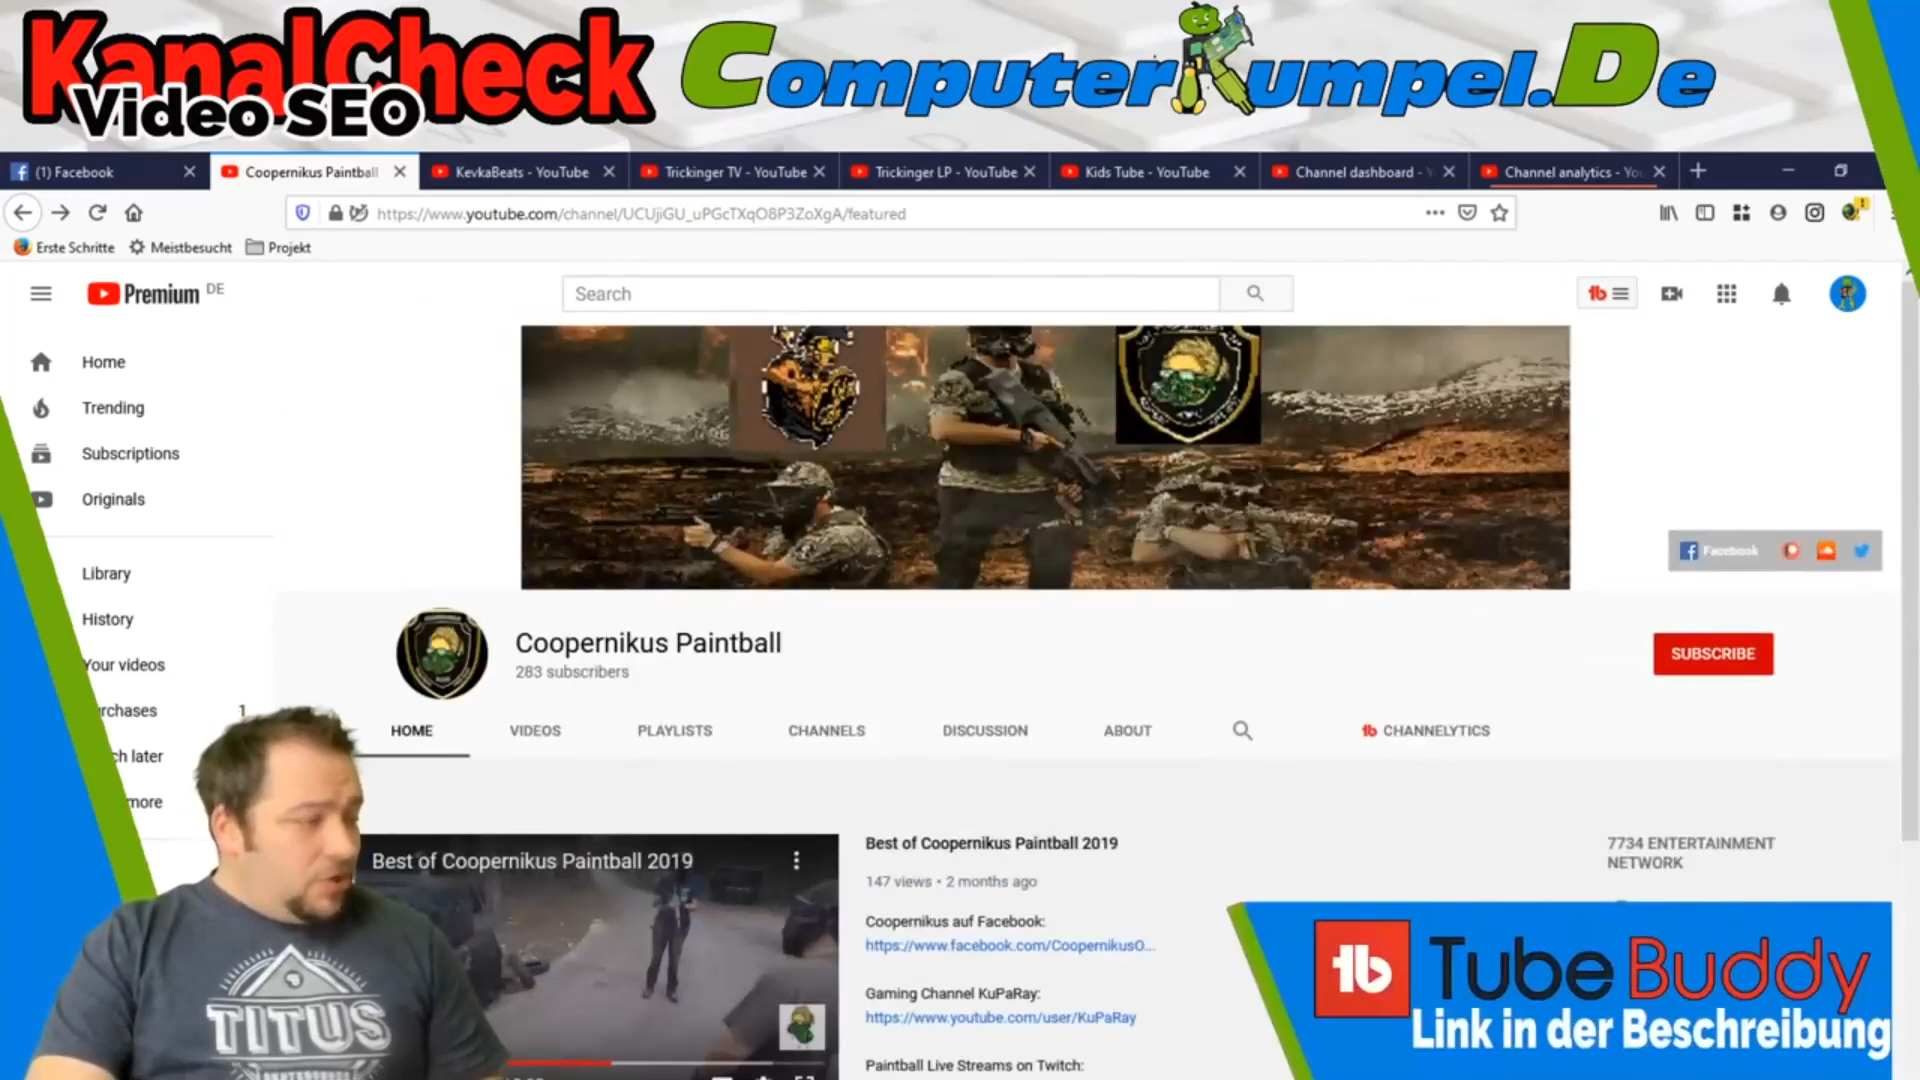 KanalCheck
Video SEO
ComputerKumpel.De
(1) Facebook
Coopernikus Paintball
KevkaBeats - YouTube
Trickinger TV - YouTube
Trickinger LP - YouTube
Kids Tube - YouTube
Channel dashboard -
Channel analytics - You
https://www.youtube.com/channel/UCUjiGU_uPGcTXqO8P3ZoXgA/featured
Erste Schritte
Meistbesucht
Projekt
Premium DE
Search
Home
Trending
Subscriptions
Originals
Library
History
Your videos
rchases
1
ch later
more
Facebook
Coopernikus Paintball
283 subscribers
SUBSCRIBE
HOME
VIDEOS
PLAYLISTS
CHANNELS
DISCUSSION
ABOUT
CHANNELYTICS
Best of Coopernikus Paintball 2019
Best of Coopernikus Paintball 2019
147 views • 2 months ago
Coopernikus auf Facebook:
https://www.facebook.com/CoopernikusO...
Gaming Channel KuPaRay:
https://www.youtube.com/user/KuPaRay
Paintball Live Streams on Twitch:
7734 ENTERTAINMENT
NETWORK
TITUS
TubeBuddy
Link in der Beschreibung